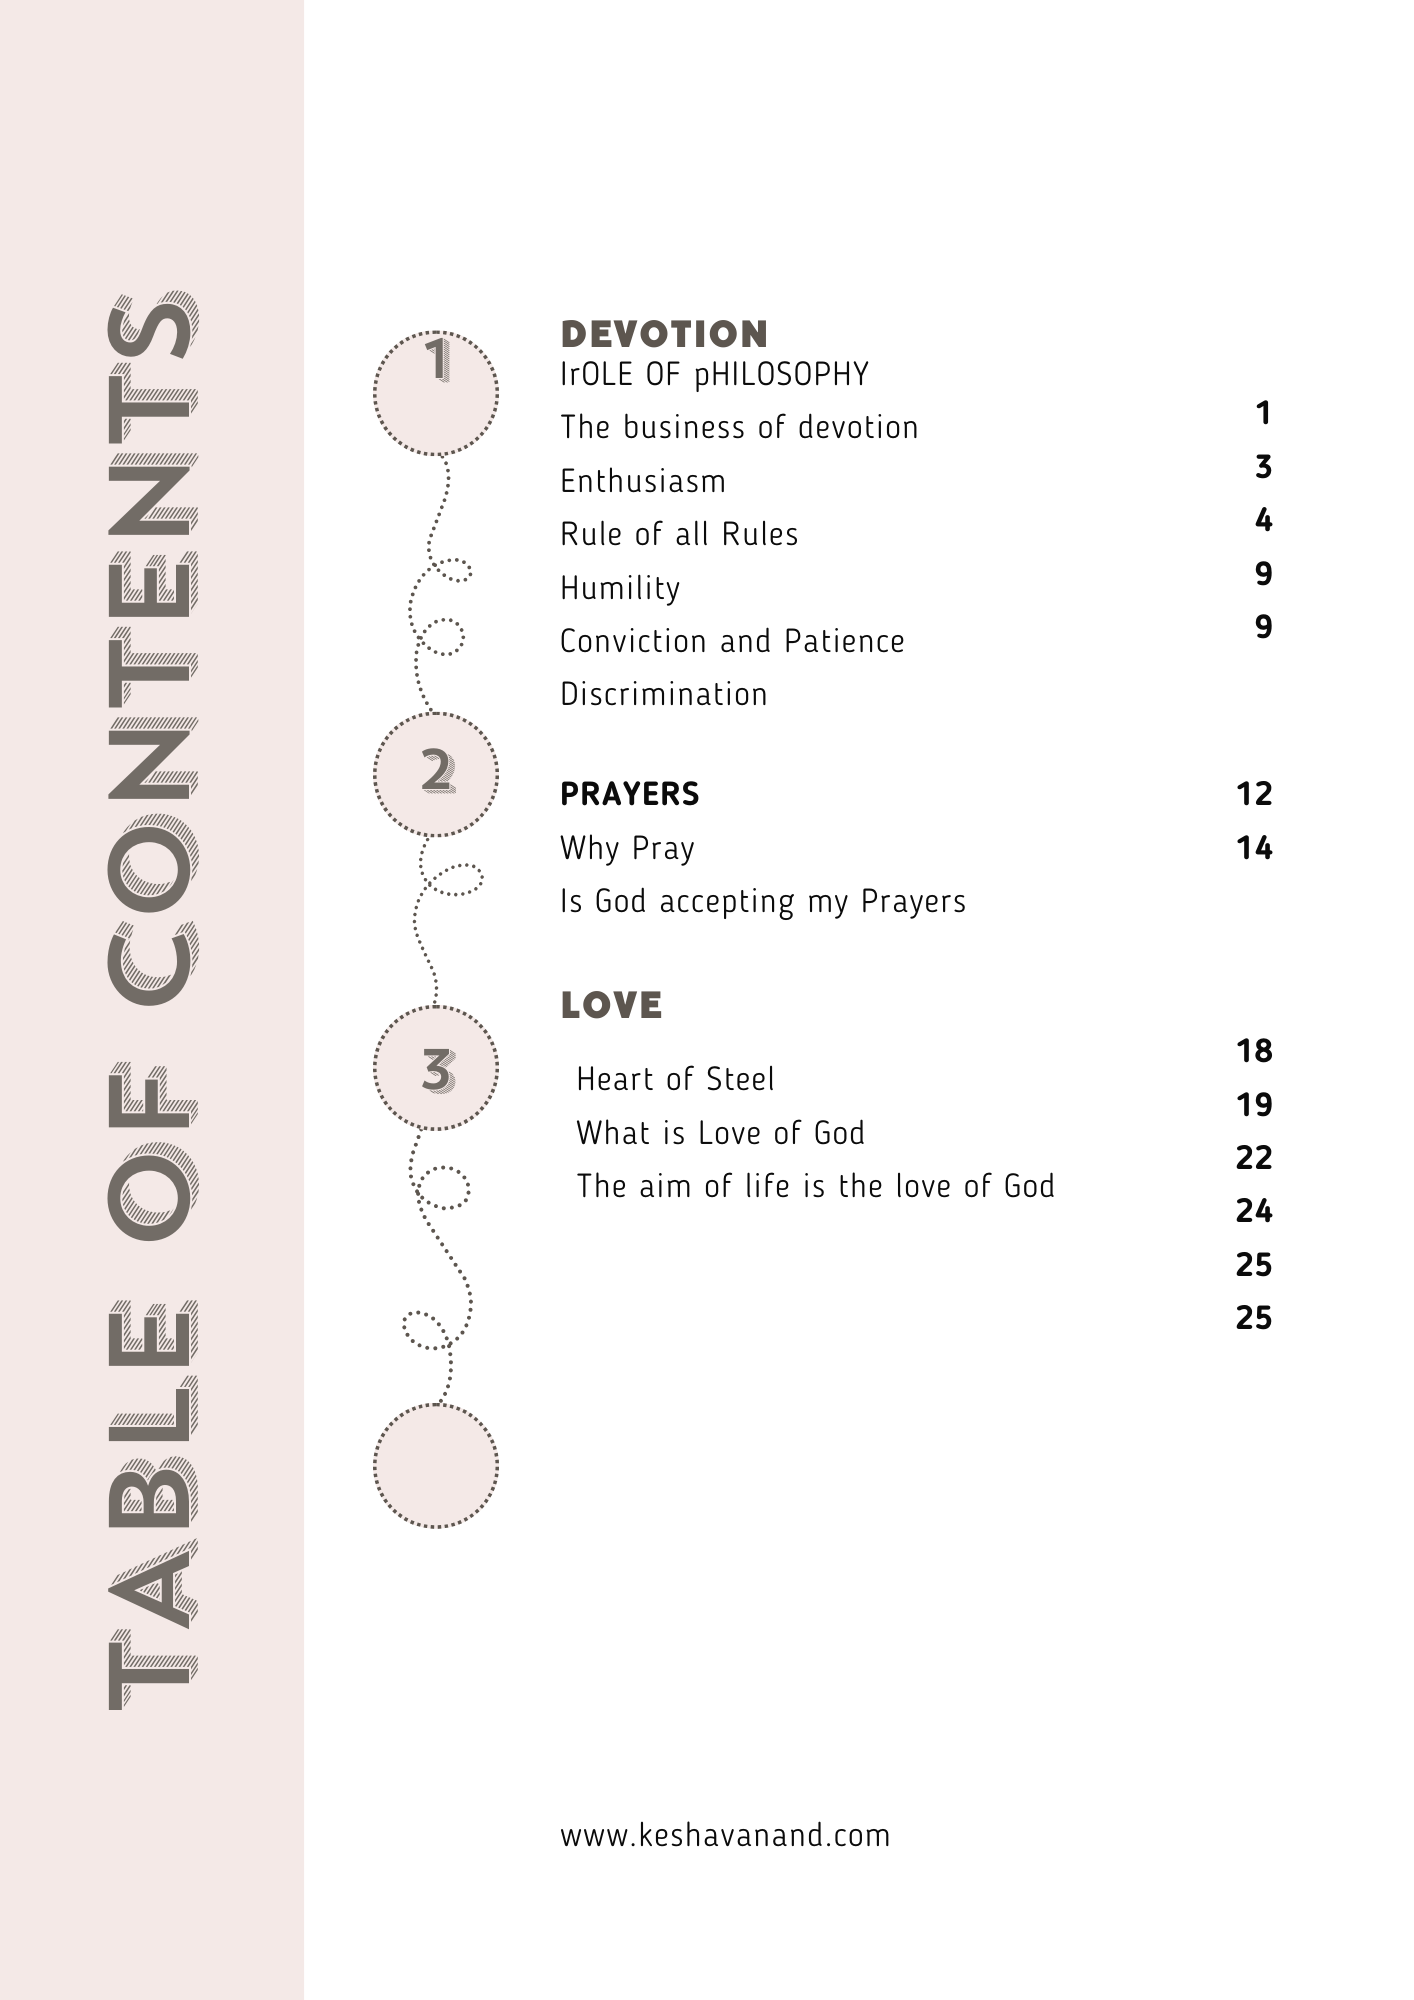 TABLE OF CONTENTS
1
DEVOTION
IrOLE OF pHILOSOPHY
The business of devotion 1
Enthusiasm 3
Rule of all Rules 4
Humility 9
Conviction and Patience 9
Discrimination
2
PRAYERS 12
Why Pray 14
Is God accepting my Prayers
LOVE
3
18
Heart of Steel
19
What is Love of God
22
The aim of life is the love of God
24
25
25
www.keshavanand.com